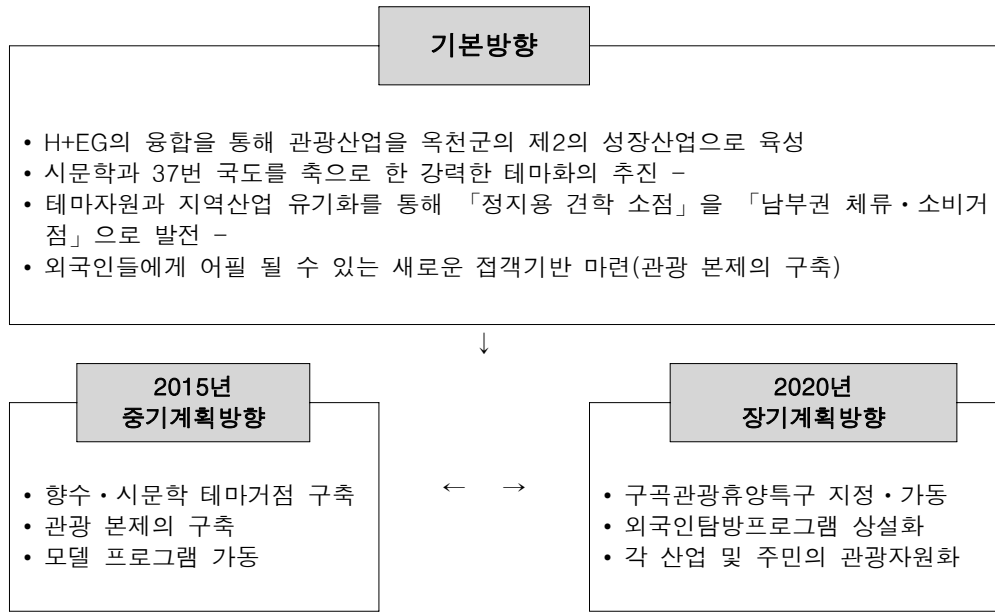 기본방향
• H+EG의 융합을 통해 관광산업을 옥천군의 제2의 성장산업으로 육성
• 시문학과 37번 국도를 축으로 한 강력한 테마화의 추진 –
• 테마자원과 지역산업 유기화를 통해 「정지용 견학 소점」을 「남부권 체류・소비거
점」으로 발전 –
• 외국인들에게 어필 될 수 있는 새로운 접객기반 마련(관광 본제의 구축)
↓
2015년
중기계획방향
• 향수・시문학 테마거점 구축
• 관광 본제의 구축
• 모델 프로그램 가동
← →
2020년
장기계획방향
• 구곡관광휴양특구 지정・가동
• 외국인탐방프로그램 상설화
• 각 산업 및 주민의 관광자원화